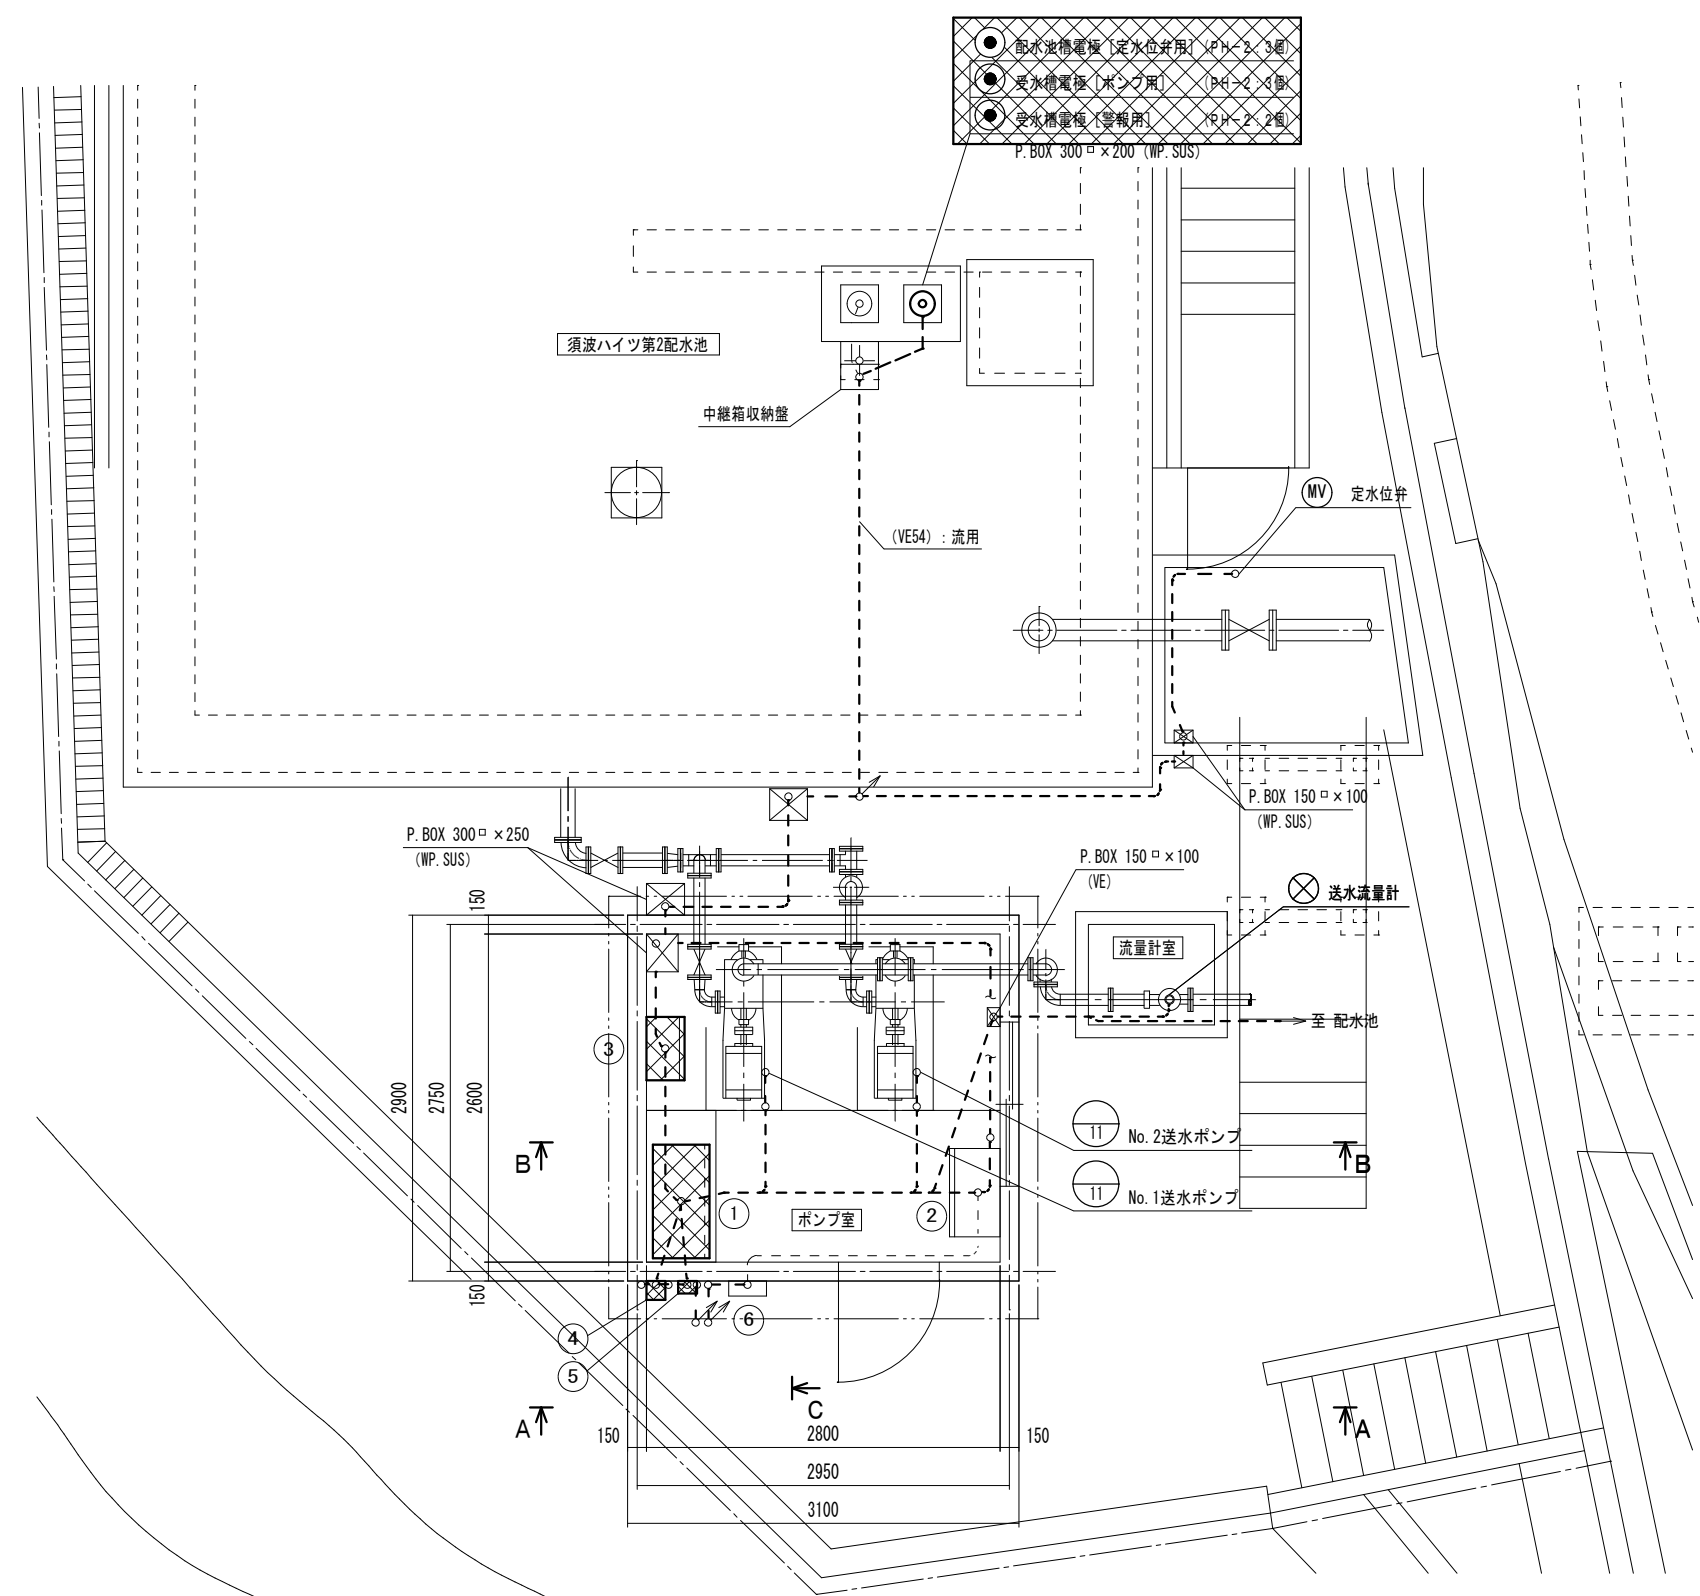 配水池槽電極［定水位弁用］ (PH-2：3個)
受水槽電極［ポンプ用］ (PH-2：3個)
受水槽電極［警報用］ (PH-2：2個)
P.BOX 300□×200 (WP.SUS)
須波ハイツ第2配水池
中継箱収納盤
(VE54)：流用
MV 定水位弁
P.BOX 150□×100
(WP.SUS)
P.BOX 300□×250
(WP.SUS)
P.BOX 150□×100
(VE)
送水流量計
流量計室
至 配水池
150
2900
2750
2600
150
③
11 No.2送水ポンプ
11 No.1送水ポンプ
B
B
①
ポンプ室
②
④
⑤
⑥
A
C
A
150
2800
150
2950
3100